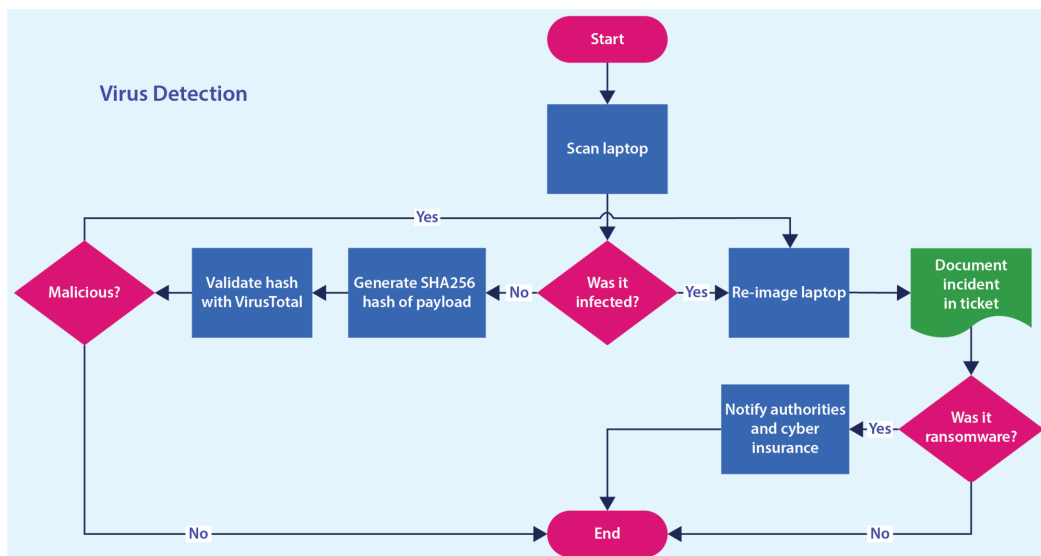 Start
Virus Detection
Scan laptop
Yes
Malicious?
Validate hash
with VirusTotal
Generate SHA256
hash of payload
No
Was it
infected?
Yes
Re-image laptop
Document
incident
in ticket
Notify authorities
and cyber
insurance
Yes
Was it
ransomware?
No
End
No